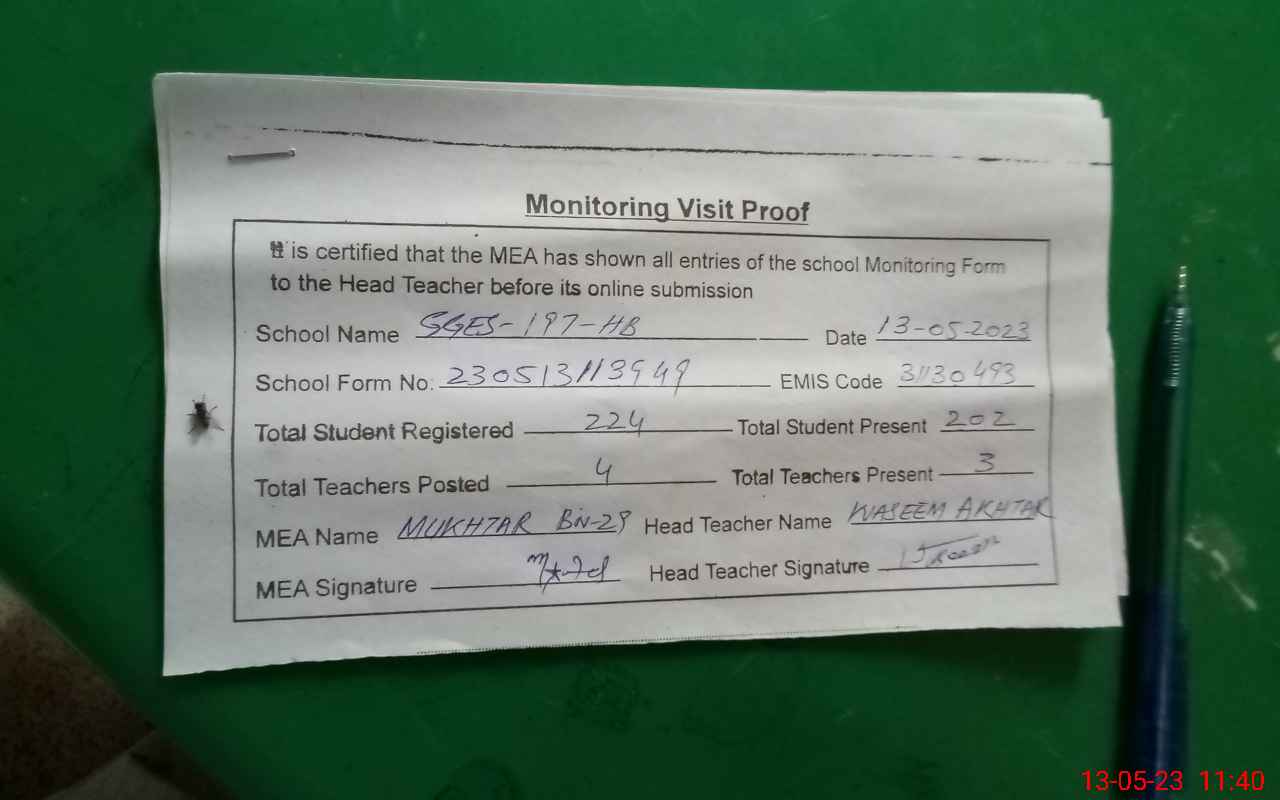 Monitoring Visit Proof
It is certified that the MEA has shown all entries of the school Monitoring Form
to the Head Teacher before its online submission
School Name SGES-197-HB Date 13-05-2023
School Form No: 230513113949 EMIS Code 31130493
Total Student Registered 224 Total Student Present 202
Total Teachers Posted 4 Total Teachers Present 3
MEA Name MUKHTAR BN-29 Head Teacher Name WASEEM AKHTAR
MEA Signature Head Teacher Signature
13-05-23 11:40